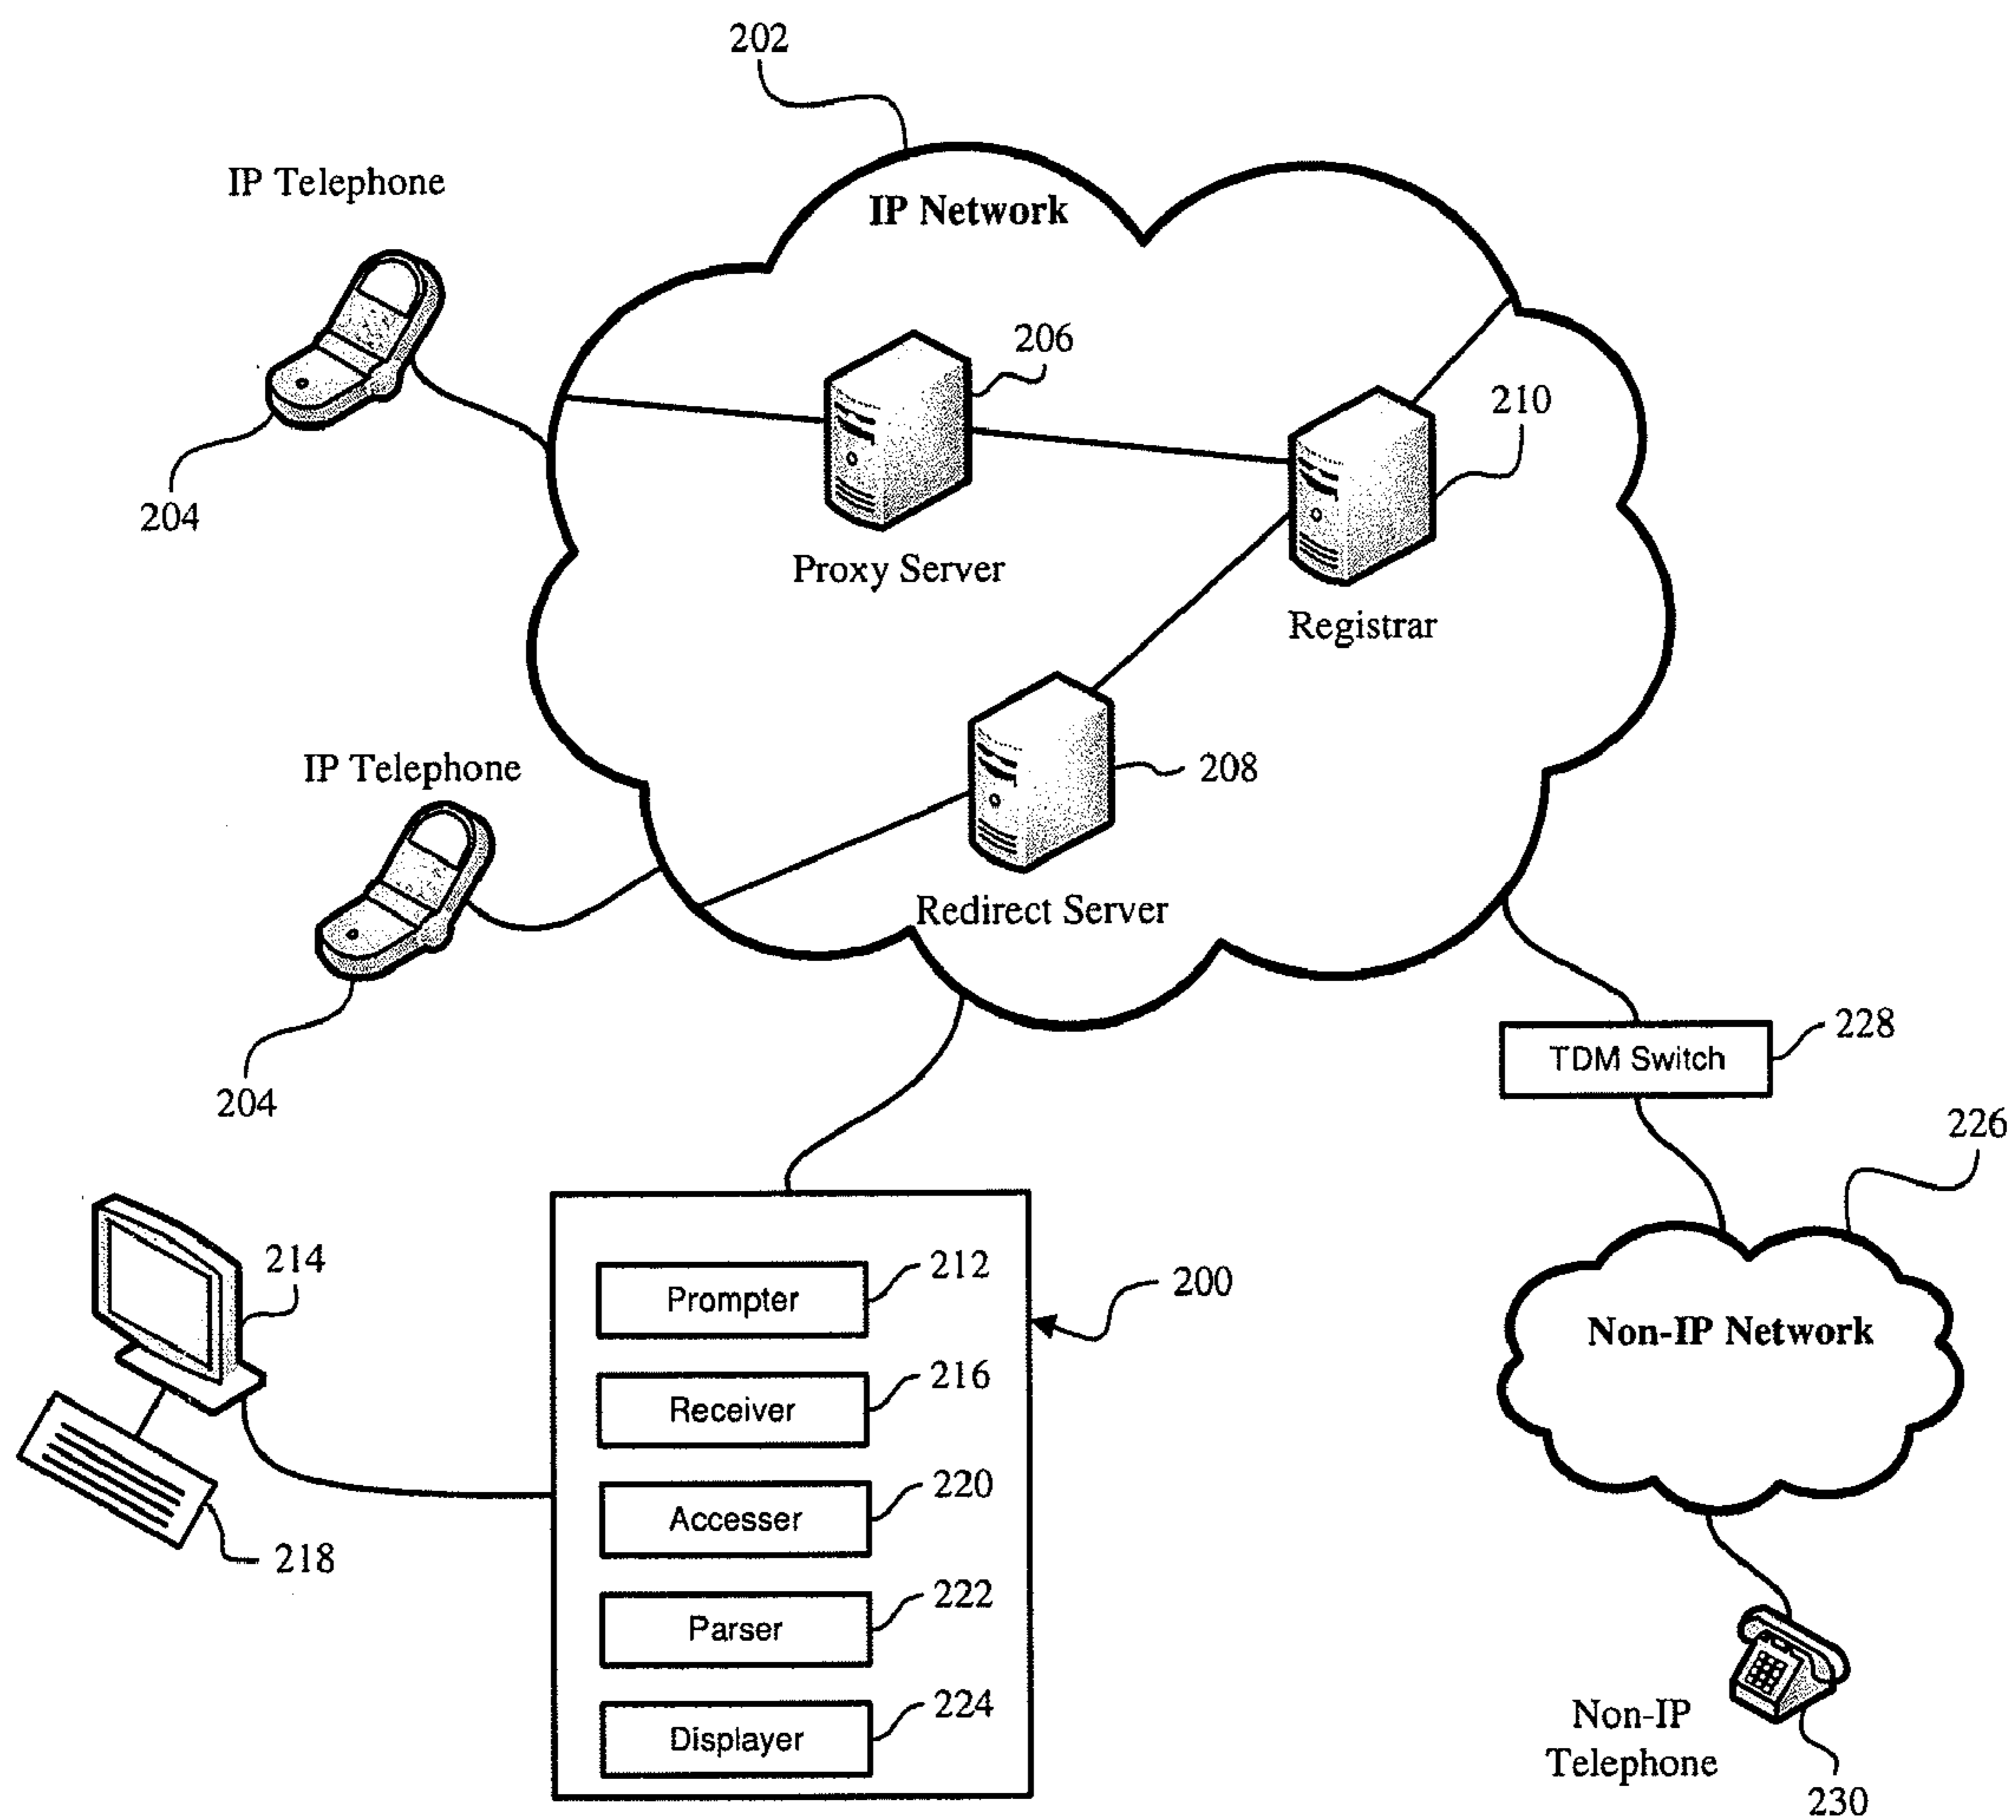 202
IP Telephone
IP Network
206
210
204
Proxy Server
Registrar
IP Telephone
208
Redirect Server
204
228
TDM Switch
226
214
212
Prompter
200
Non-IP Network
216
Receiver
220
Accesser
218
222
Parser
224
Displayer
Non-IP
Telephone
230